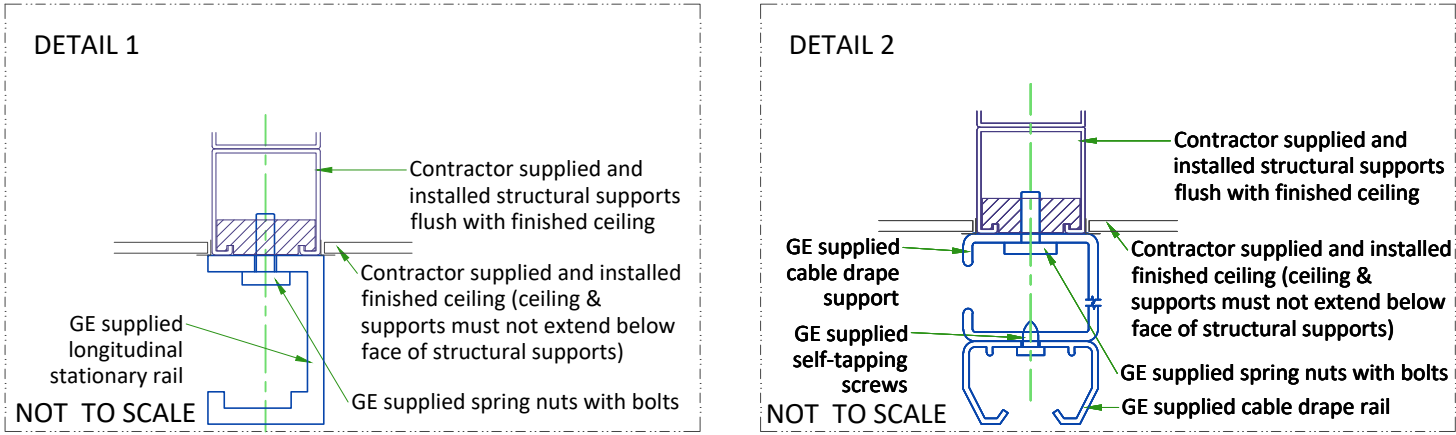 DETAIL 1
Contractor supplied and
installed structural supports
flush with finished ceiling
Contractor supplied and installed
finished ceiling (ceiling &
supports must not extend below
face of structural supports)
GE supplied
longitudinal
stationary rail
GE supplied spring nuts with bolts
NOT TO SCALE
DETAIL 2
Contractor supplied and
installed structural supports
flush with finished ceiling
GE supplied
cable drape
support
Contractor supplied and installed
finished ceiling (ceiling &
supports must not extend below
face of structural supports)
GE supplied
self-tapping
screws
GE supplied spring nuts with bolts
GE supplied cable drape rail
NOT TO SCALE